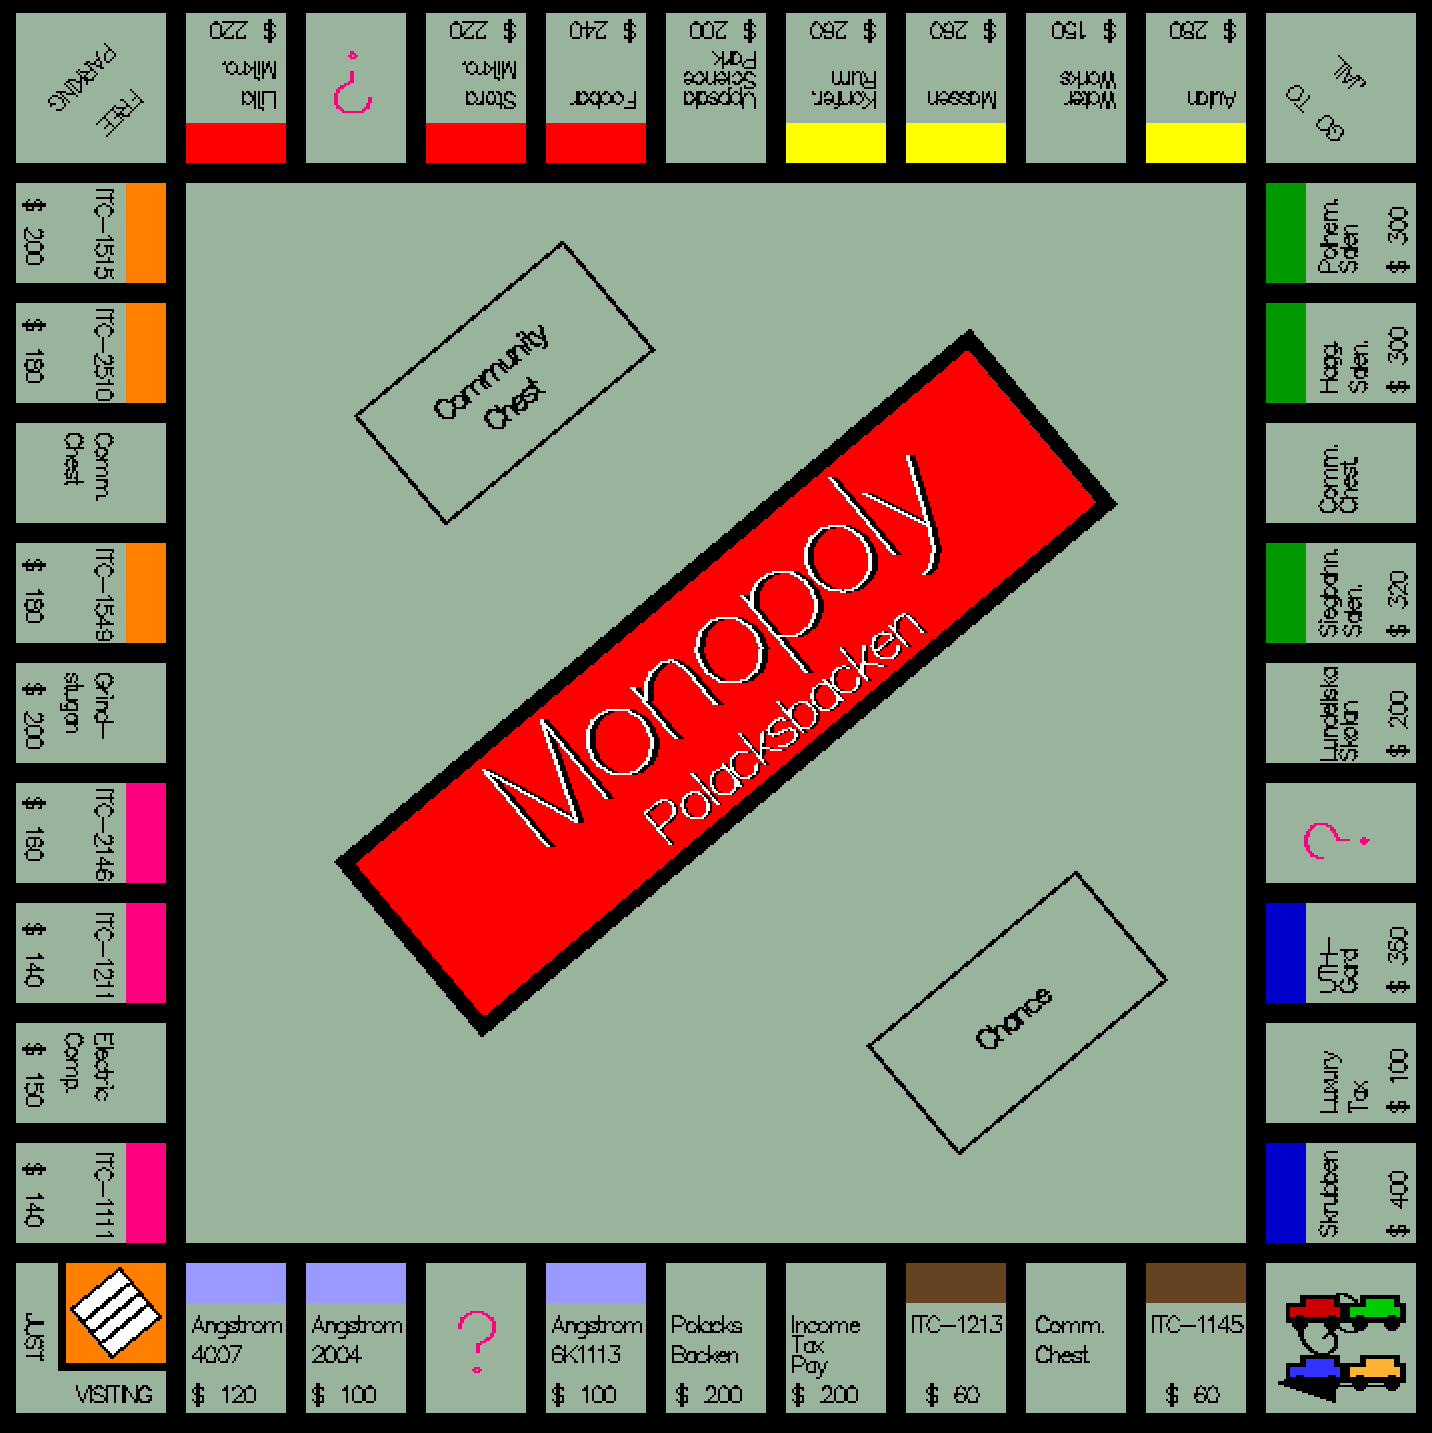 FREE
PARKING
Lilla
Mikro.
$ 220
?
Stora
Mikro.
$ 220
Foobar
$ 240
Uppsala
Science
Park
$ 200
Konfer.
Rum
$ 260
Massen
$ 260
Water
Works
$ 150
Aulan
$ 280
GO TO
JAIL
ITC-1515
$ 200
ITC-2510
$ 180
Comm.
Chest
ITC-1549
$ 180
Grind-
stugan
$ 200
ITC-2146
$ 160
ITC-1211
$ 140
Electric
Comp.
$ 150
ITC-1111
$ 140
Community
Chest
Monopoly
Polacksbacken
Chance
Polhem.
Salen
$ 300
Hagg.
Salen.
$ 300
Comm.
Chest.
Siegbahn.
Salen.
$ 320
Lundellska
Skolan
$ 200
?
UTH-
Gard
$ 350
Luxury
Tax
$ 100
Skrubben
$ 400
JUST
VISITING
Angstrom
4007
$ 120
Angstrom
2004
$ 100
?
Angstrom
6K1113
$ 100
Polacks
Backen
$ 200
Income
Tax
Pay
$ 200
ITC-1213
$ 60
Comm.
Chest
ITC-1145
$ 60